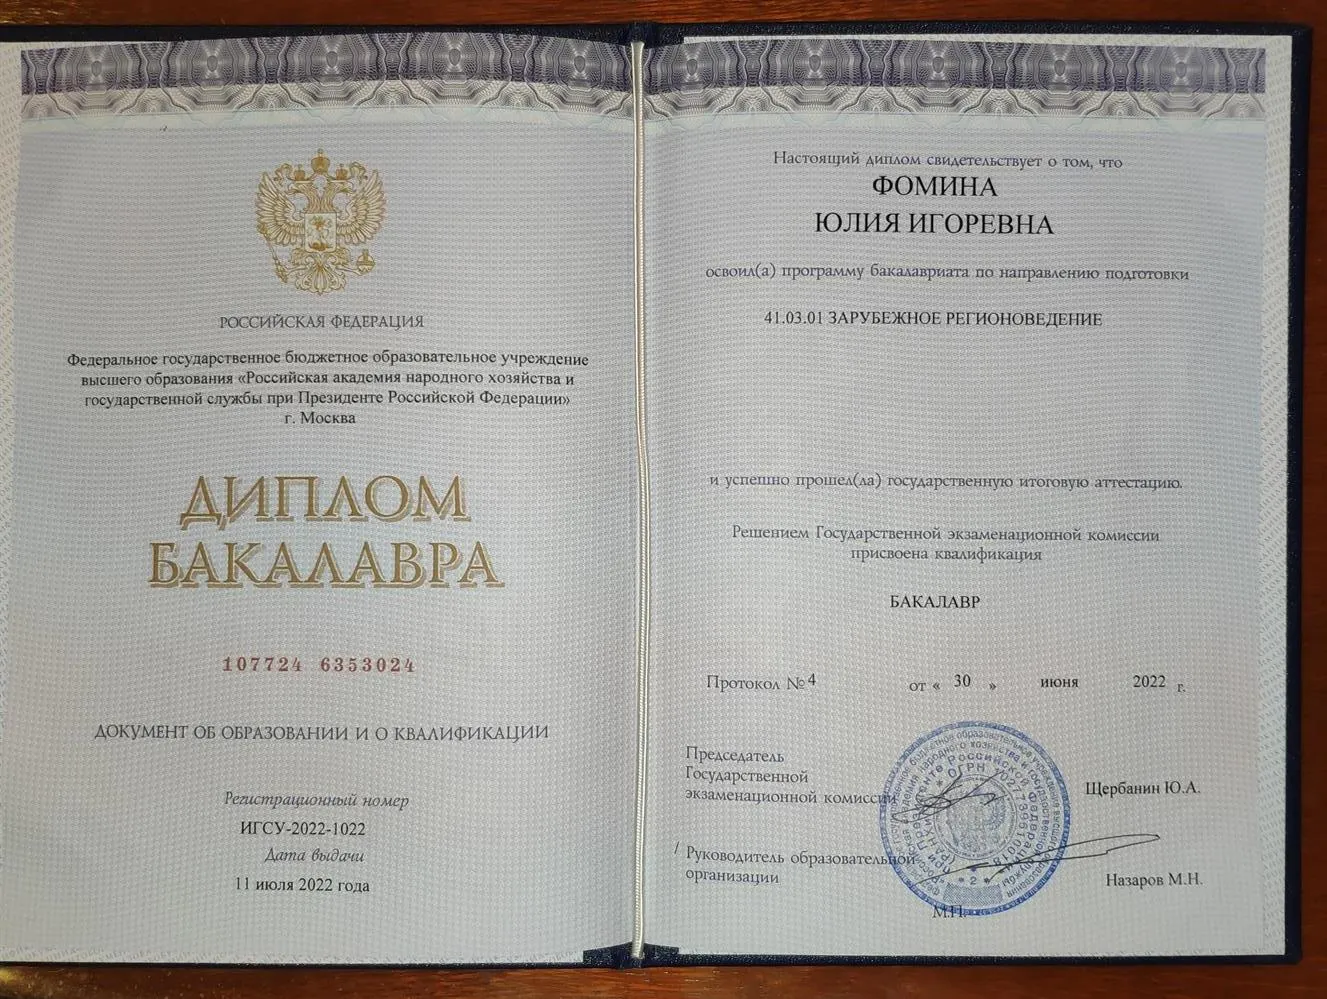 РОССИЙСКАЯ ФЕДЕРАЦИЯ
Федеральное государственное бюджетное образовательное учреждение
высшего образования «Российская академия народного хозяйства и
государственной службы при Президенте Российской Федерации»
г. Москва
ДИПЛОМ
БАКАЛАВРА
107724 6353024
ДОКУМЕНТ ОБ ОБРАЗОВАНИИ И О КВАЛИФИКАЦИИ
Регистрационный номер
ИГСУ-2022-1022
Дата выдачи
11 июля 2022 года
Настоящий диплом свидетельствует о том, что
ФОМИНА
ЮЛИЯ ИГОРЕВНА
освоил(а) программу бакалавриата по направлению подготовки
41.03.01 ЗАРУБЕЖНОЕ РЕГИОНОВЕДЕНИЕ
и успешно прошел(ла) государственную итоговую аттестацию.
Решением Государственной экзаменационной комиссии
присвоена квалификация
БАКАЛАВР
Протокол № 4 от « 30 » июня 2022 г.
Председатель
Государственной
экзаменационной комиссии
Щербанин Ю.А.
/ Руководитель образовательной
организации
Назаров М.Н.
М.П.